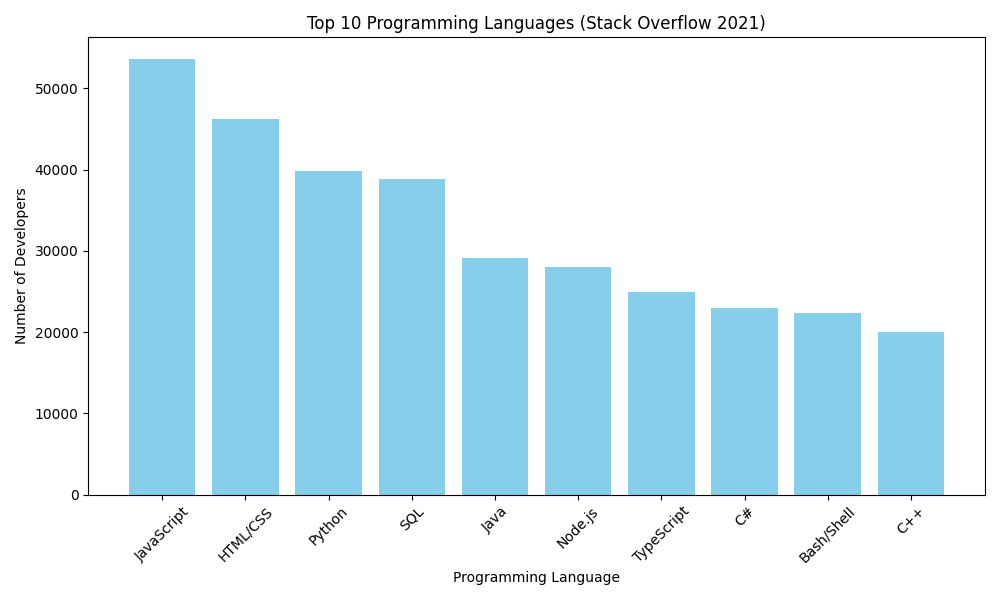 Top 10 Programming Languages (Stack Overflow 2021)
Number of Developers
50000
40000
30000
20000
10000
0
JavaScript
HTML/CSS
Python
SQL
Java
Node.js
TypeScript
C#
Bash/Shell
C++
Programming Language